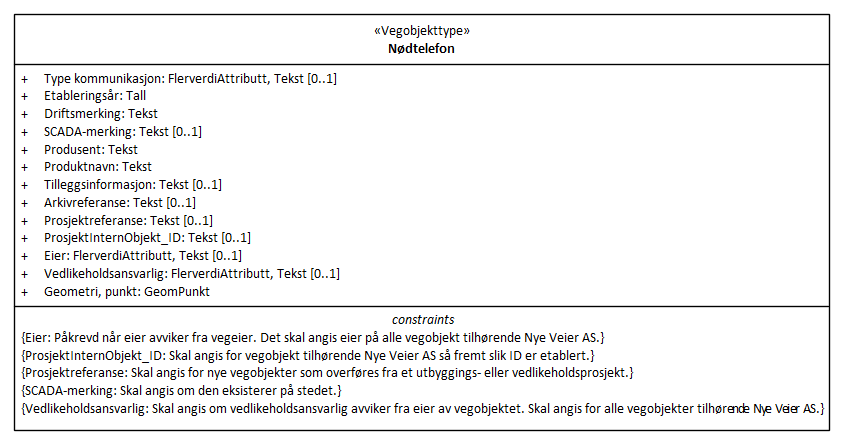 «Vegobjekttype»
Nødtelefon
+ Type kommunikasjon: FlerverdiAttributt, Tekst [0..1]
+ Etableringsår: Tall
+ Driftsmerking: Tekst
+ SCADA-merking: Tekst [0..1]
+ Produsent: Tekst
+ Produktnavn: Tekst
+ Tilleggsinformasjon: Tekst [0..1]
+ Arkivreferanse: Tekst [0..1]
+ Prosjektreferanse: Tekst [0..1]
+ ProsjektInternObjekt_ID: Tekst [0..1]
+ Eier: FlerverdiAttributt, Tekst [0..1]
+ Vedlikeholdsansvarlig: FlerverdiAttributt, Tekst [0..1]
+ Geometri, punkt: GeomPunkt
constraints
{Eier: Påkrevd når eier avviker fra vegeier. Det skal angis eier på alle vegobjekt tilhørende Nye Veier AS.}
{ProsjektInternObjekt_ID: Skal angis for vegobjekt tilhørende Nye Veier AS så fremt slik ID er etablert.}
{Prosjektreferanse: Skal angis for nye vegobjekter som overføres fra et utbyggings- eller vedlikeholdsprosjekt.}
{SCADA-merking: Skal angis om den eksisterer på stedet.}
{Vedlikeholdsansvarlig: Skal angis om vedlikeholdsansvarlig avviker fra eier av vegobjektet. Skal angis for alle vegobjekter tilhørende Nye Veier AS.}